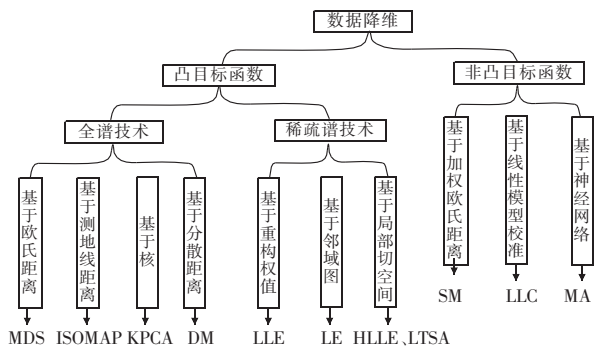 数据降维
凸目标函数
非凸目标函数
全谱技术
稀疏谱技术
基于欧氏距离
基于测地线距离
基于核
基于分散距离
基于重构权值
基于邻域图
基于局部切空间
基于加权欧氏距离
基于线性模型校准
基于神经网络
SM LLC MA
MDS ISOMAP KPCA DM LLE LE HLLE、LTSA